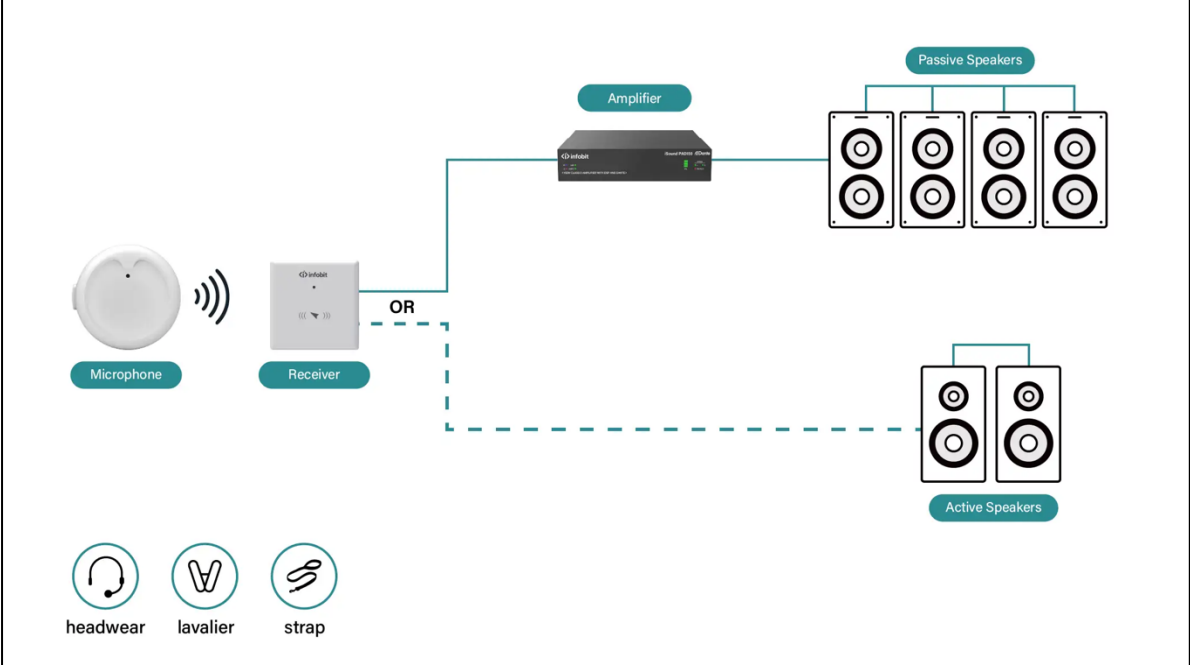 Passive Speakers
Amplifier
infobit
infobit
OR
Microphone
Receiver
Active Speakers
headwear
lavalier
strap